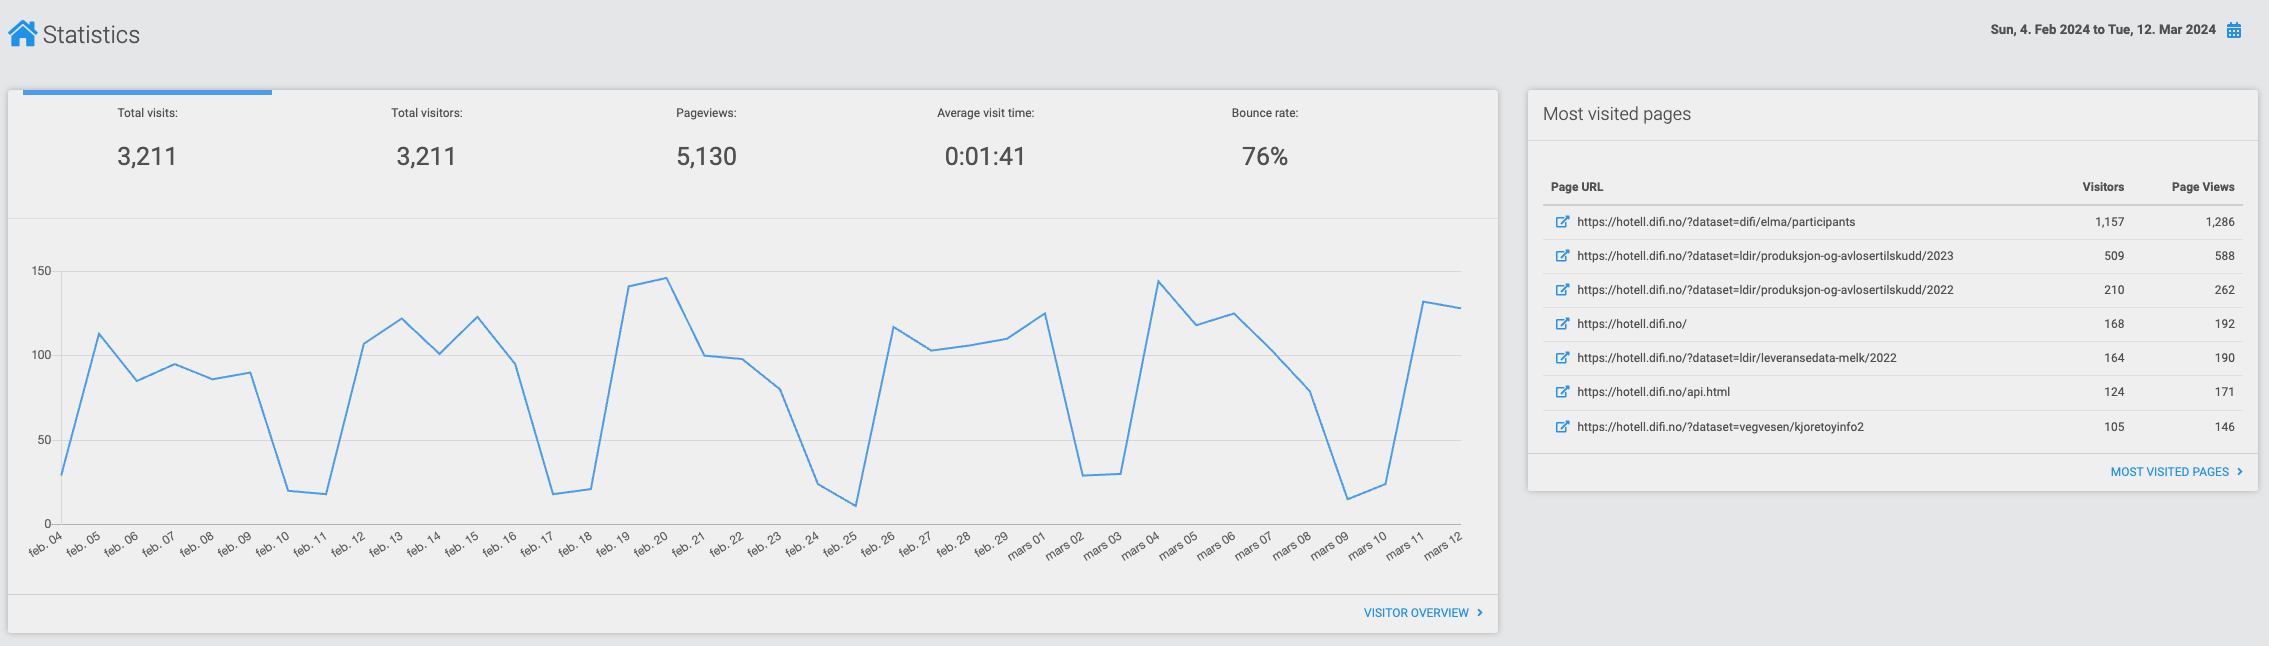 Statistics
Sun, 4. Feb 2024 to Tue, 12. Mar 2024
Total visits:
3,211
Total visitors:
3,211
Pageviews:
5,130
Average visit time:
0:01:41
Bounce rate:
76%
150
100
50
0
feb. 04
feb. 05
feb. 06
feb. 07
feb. 08
feb. 09
feb. 10
feb. 11
feb. 12
feb. 13
feb. 14
feb. 15
feb. 16
feb. 17
feb. 18
feb. 19
feb. 20
feb. 21
feb. 22
feb. 23
feb. 24
feb. 25
feb. 26
feb. 27
feb. 28
feb. 29
mars 01
mars 02
mars 03
mars 04
mars 05
mars 06
mars 07
mars 08
mars 09
mars 10
mars 11
mars 12
VISITOR OVERVIEW
Most visited pages
Page URL Visitors Page Views
https://hotell.difi.no/?dataset=difi/elma/participants 1,157 1,286
https://hotell.difi.no/?dataset=ldir/produksjon-og-avlosertilskudd/2023 509 588
https://hotell.difi.no/?dataset=ldir/produksjon-og-avlosertilskudd/2022 210 262
https://hotell.difi.no/ 168 192
https://hotell.difi.no/?dataset=ldir/leveransedata-melk/2022 164 190
https://hotell.difi.no/api.html 124 171
https://hotell.difi.no/?dataset=vegvesen/kjoretoyinfo2 105 146
MOST VISITED PAGES